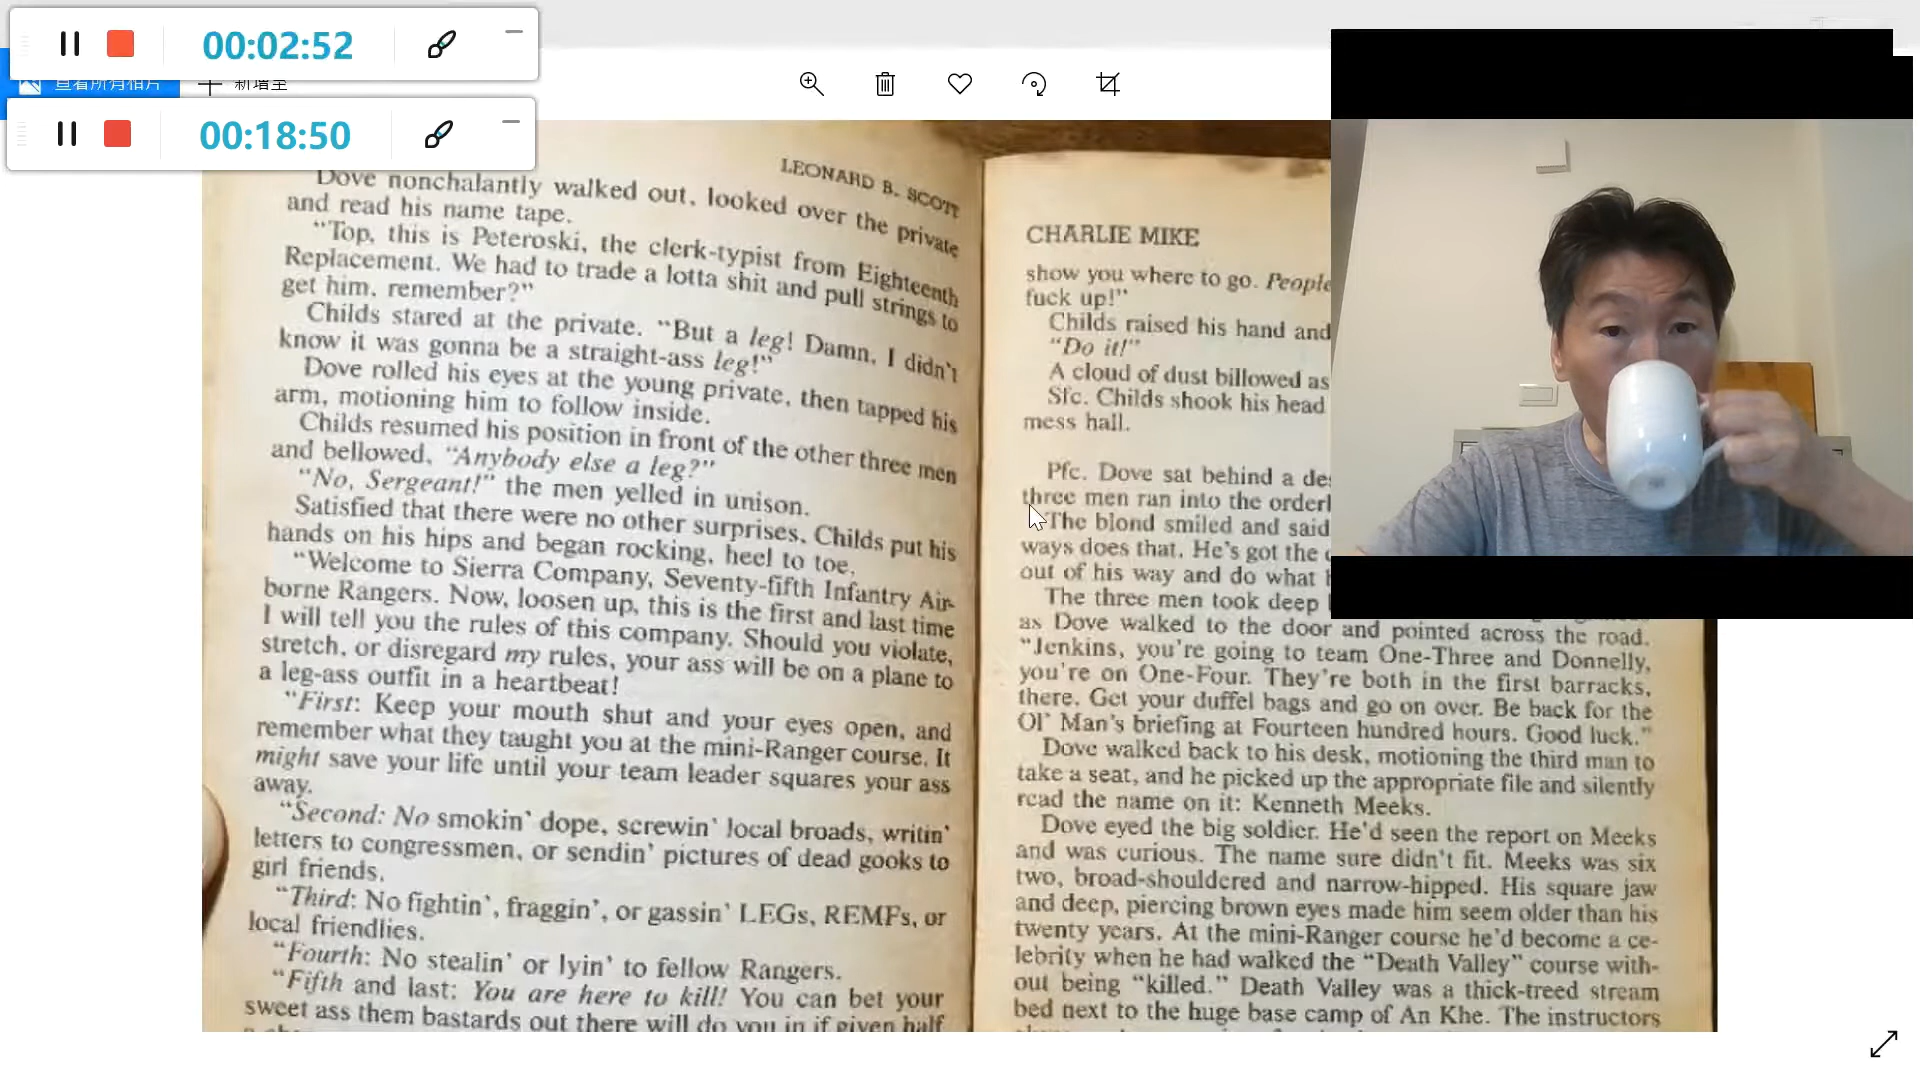 00:02:52
查看所有相片
新增至
00:18:50
LEONARD B. SCOTT
Dove nonchalantly walked out, looked over the private
and read his name tape.
"Top, this is Peteroski, the clerk-typist from Eighteenth
Replacement. We had to trade a lotta shit and pull strings to
get him, remember?"
Childs stared at the private. "But a leg! Damn, I didn't
know it was gonna be a straight-ass leg!"
Dove rolled his eyes at the young private, then tapped his
arm, motioning him to follow inside.
Childs resumed his position in front of the other three men
and bellowed, "Anybody else a leg?"
"No, Sergeant!" the men yelled in unison.
Satisfied that there were no other surprises, Childs put his
hands on his hips and began rocking, heel to toe.
"Welcome to Sierra Company, Seventy-fifth Infantry Air-
borne Rangers. Now, loosen up, this is the first and last time
I will tell you the rules of this company. Should you violate,
stretch, or disregard my rules, your ass will be on a plane to
a leg-ass outfit in a heartbeat!
"First: Keep your mouth shut and your eyes open, and
remember what they taught you at the mini-Ranger course. It
might save your life until your team leader squares your ass
away.
"Second: No smokin' dope, screwin' local broads, writin'
letters to congressmen, or sendin' pictures of dead gooks to
girl friends.
"Third: No fightin', fraggin', or gassin' LEGs, REMFs, or
local friendlies.
"Fourth: No stealin' or lyin' to fellow Rangers.
"Fifth and last: You are here to kill! You can bet your
sweet ass them bastards out there will do you in if given half
CHARLIE MIKE
show you where to go. People
fuck up!"
Childs raised his hand and
"Do it!"
A cloud of dust billowed as
Sfc. Childs shook his head
mess hall.
Pfc. Dove sat behind a
three men ran into the
The blond smiled and said
ways does that. He's got the
out of his way and do what
The three men took deep
as Dove walked to the door and pointed across the road.
"Jenkins, you're going to team One-Three and Donnelly,
you're on One-Four. They're both in the first barracks,
there. Get your duffel bags and go on over. Be back for the
Ol' Man's briefing at Fourteen hundred hours. Good luck."
Dove walked back to his desk, motioning the third man to
take a seat, and he picked up the appropriate file and silently
read the name on it: Kenneth Meeks.
Dove eyed the big soldier. He'd seen the report on Meeks
and was curious. The name sure didn't fit. Meeks was six
two, broad-shouldered and narrow-hipped. His square jaw
and deep, piercing brown eyes made him seem older than his
twenty years. At the mini-Ranger course he'd become a ce-
lebrity when he had walked the "Death Valley" course with-
out being "killed." Death Valley was a thick-treed stream
bed next to the huge base camp of An Khe. The instructors